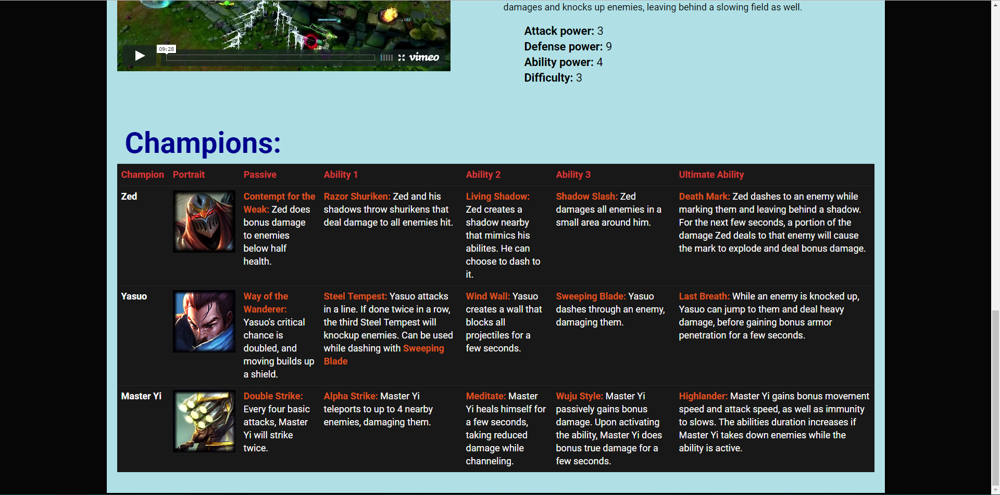 damages and knocks up enemies, leaving behind a slowing field as well.
Attack power: 3
Defense power: 9
Ability power: 4
Difficulty: 3
09:28
vimeo
Champions:
Champion Portrait Passive Ability 1 Ability 2 Ability 3 Ultimate Ability
Zed
Contempt for the
Weak: Zed does
bonus damage
to enemies
below half
health.
Razor Shuriken: Zed and his
shadows throw shurikens that
deal damage to all enemies hit.
Living Shadow:
Zed creates a
shadow nearby
that mimics his
abilites. He can
choose to dash to
it.
Shadow Slash: Zed
damages all enemies in a
small area around him.
Death Mark: Zed dashes to an enemy while
marking them and leaving behind a shadow.
For the next few seconds, a portion of the
damage Zed deals to that enemy will cause
the mark to explode and deal bonus damage.
Yasuo
Way of the
Wanderer:
Yasuo's critical
chance is
doubled, and
moving builds up
a shield.
Steel Tempest: Yasuo attacks
in a line. If done twice in a row,
the third Steel Tempest will
knockup enemies. Can be used
while dashing with Sweeping
Blade
Wind Wall: Yasuo
creates a wall that
blocks all
projectiles for a
few seconds.
Sweeping Blade: Yasuo
dashes through an enemy,
damaging them.
Last Breath: While an enemy is knocked up,
Yasuo can jump to them and deal heavy
damage, before gaining bonus armor
penetration for a few seconds.
Master Yi
Double Strike:
Every four basic
attacks, Master
Yi will strike
twice.
Alpha Strike: Master Yi
teleports to up to 4 nearby
enemies, damaging them.
Meditate: Master
Yi heals himself for
a few seconds,
taking reduced
damage while
channeling.
Wuju Style: Master Yi
passively gains bonus
damage. Upon activating
the ability, Master Yi does
bonus true damage for a
few seconds.
Highlander: Master Yi gains bonus movement
speed and attack speed, as well as immunity
to slows. The abilities duration increases if
Master Yi takes down enemies while the
ability is active.